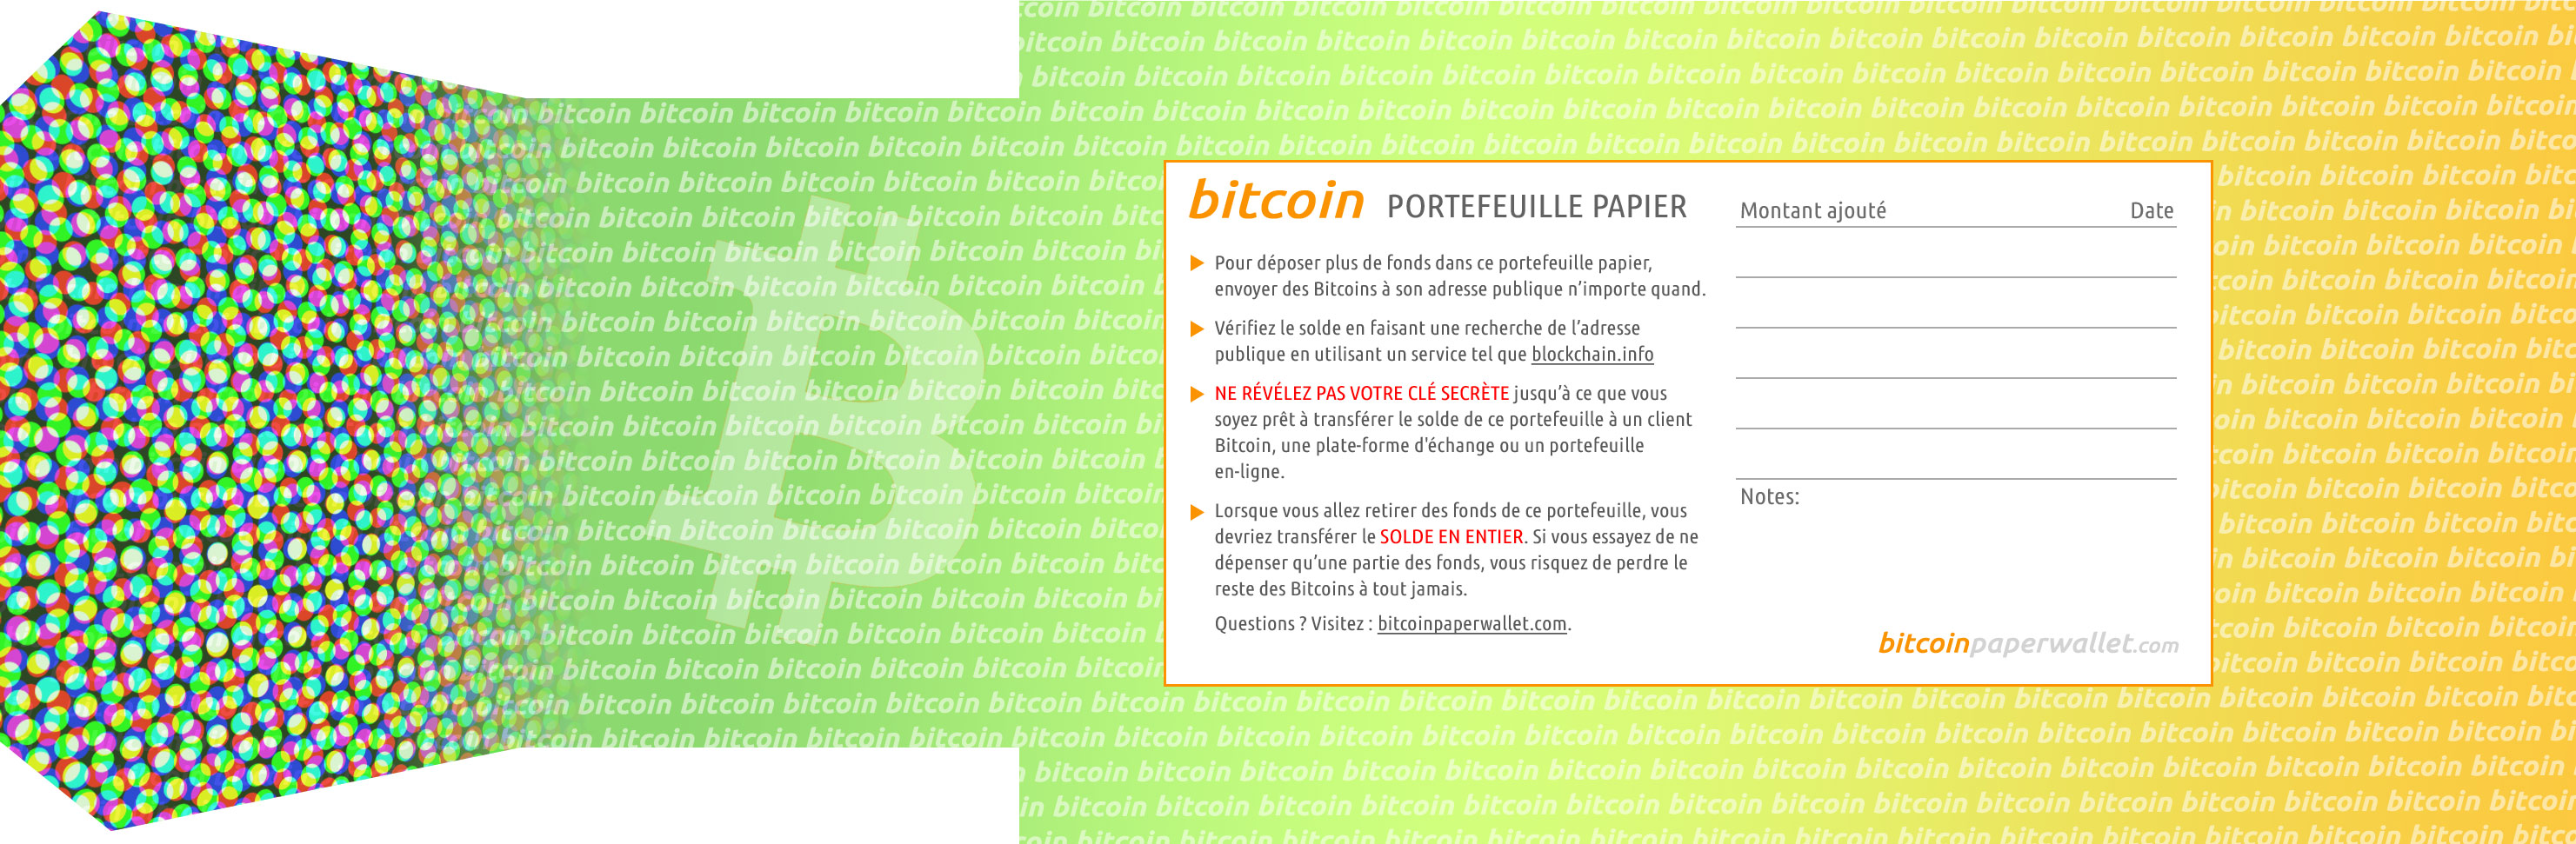 bitcoin PORTEFEUILLE PAPIER
Pour déposer plus de fonds dans ce portefeuille papier,
envoyer des Bitcoins à son adresse publique n’importe quand.
Vérifiez le solde en faisant une recherche de l’adresse
publique en utilisant un service tel que blockchain.info
NE RÉVÉLEZ PAS VOTRE CLÉ SECRÈTE jusqu’à ce que vous
soyez prêt à transférer le solde de ce portefeuille à un client
Bitcoin, une plate-forme d'échange ou un portefeuille
en-ligne.
Lorsque vous allez retirer des fonds de ce portefeuille, vous
devriez transférer le SOLDE EN ENTIER. Si vous essayez de ne
dépenser qu’une partie des fonds, vous risquez de perdre le
reste des Bitcoins à tout jamais.
Questions ? Visitez : bitcoinpaperwallet.com.
Montant ajouté Date
Notes:
bitcoinpaperwallet.com